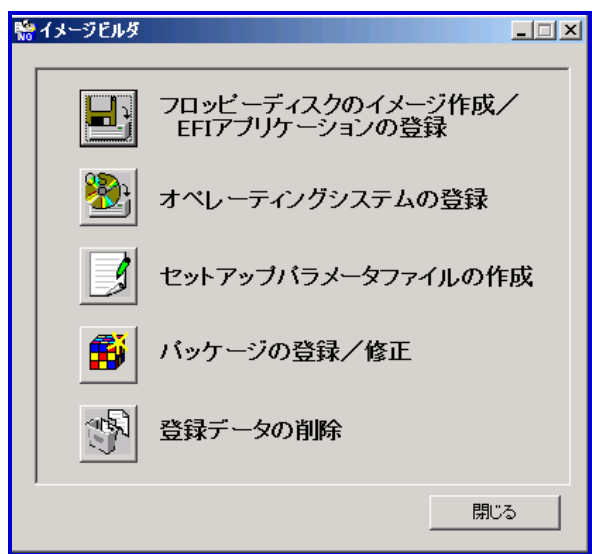 イメージビルダ
フロッピーディスクのイメージ作成／
EFIアプリケーションの登録
オペレーティングシステムの登録
セットアップパラメータファイルの作成
パッケージの登録／修正
登録データの削除
閉じる